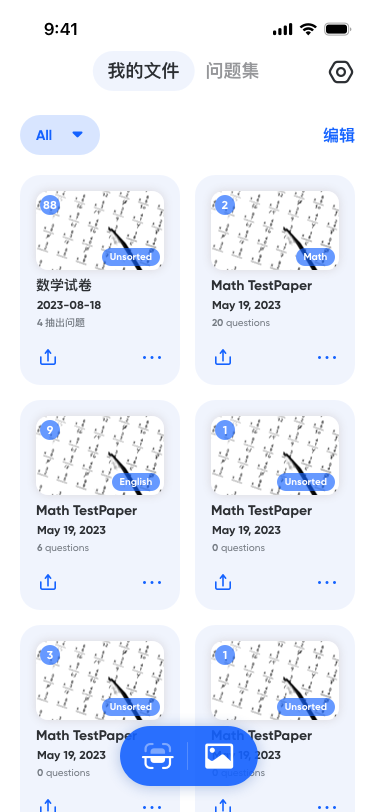 9:41
我的文件 问题集
All 编辑
88 2
Unsorted Math
数学试卷 Math TestPaper
2023-08-18 May 19, 2023
4 抽出问题 20 questions
9 1
English Unsorted
Math TestPaper Math TestPaper
May 19, 2023 May 19, 2023
6 questions 0 questions
3 1
Unsorted Unsorted
Math TestPaper Math TestPaper
May 19, 2023 May 19, 2023
0 questions 0 questions